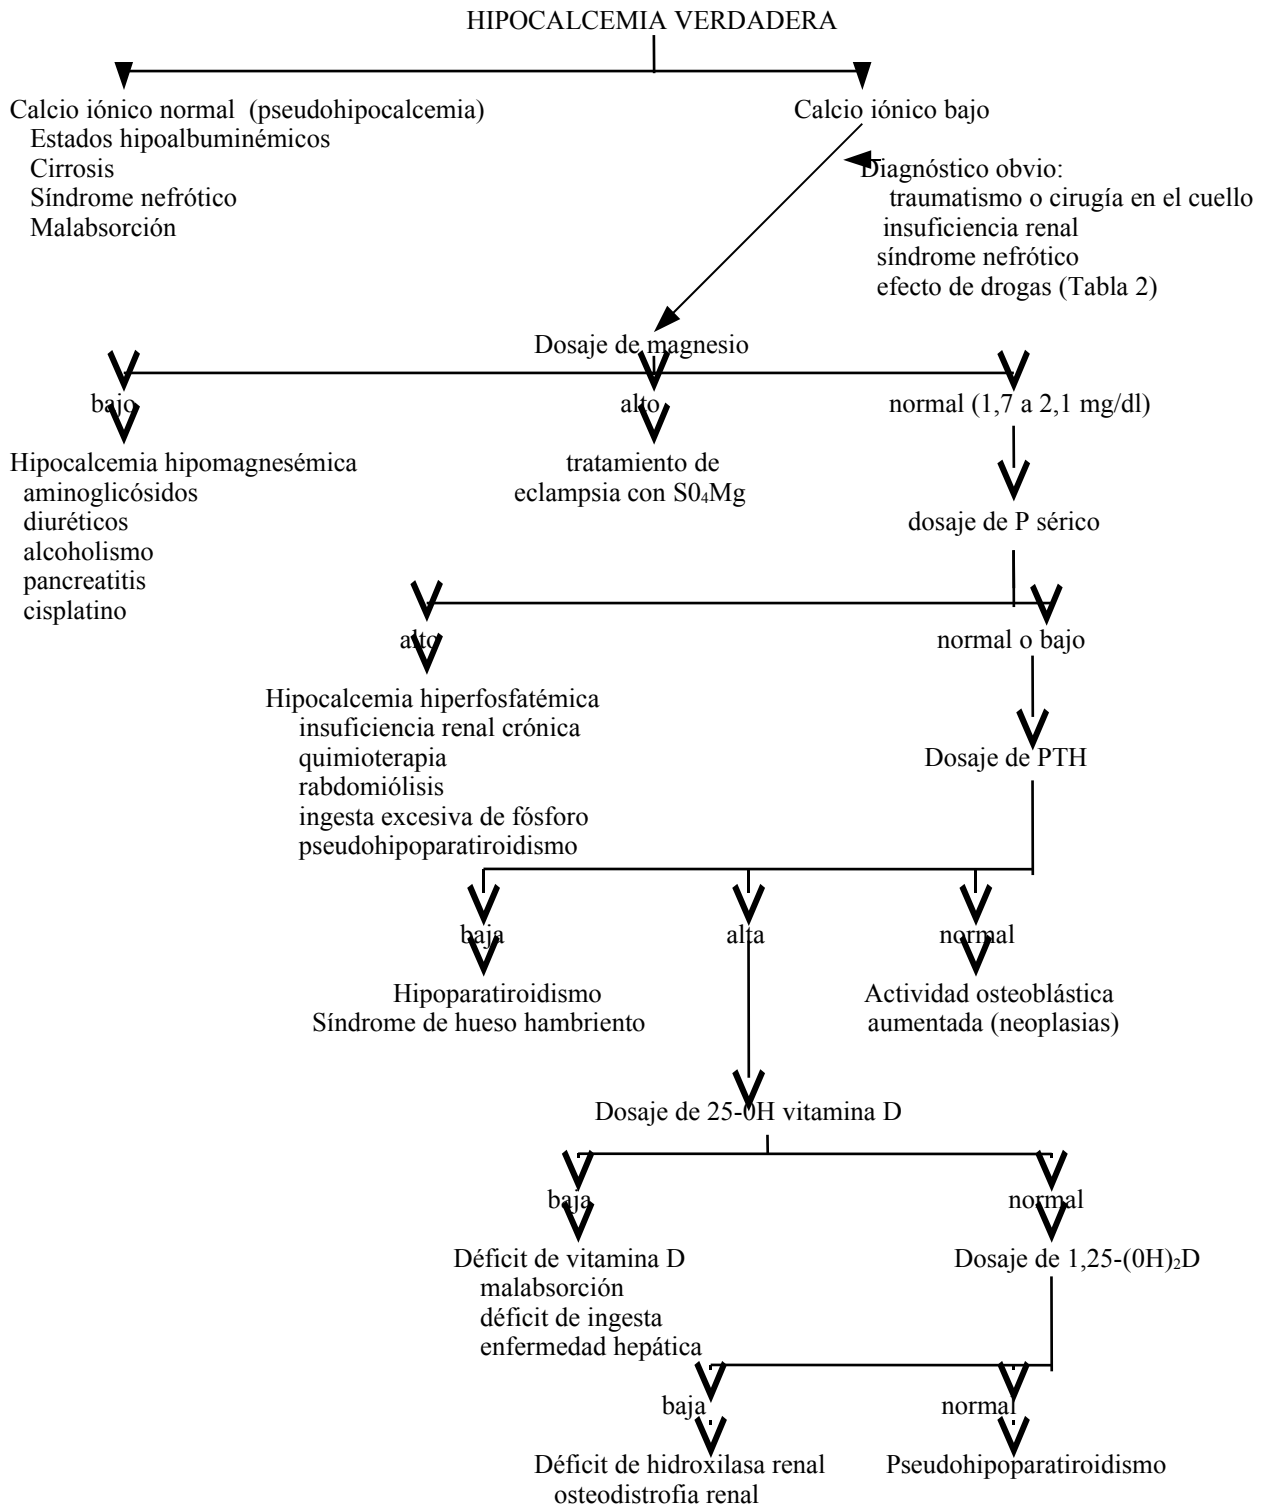 HIPOCALCEMIA VERDADERA
Calcio iónico normal (pseudohipocalcemia)
Estados hipoalbuminémicos
Cirrosis
Síndrome nefrótico
Malabsorción
Calcio iónico bajo
Diagnóstico obvio:
traumatismo o cirugía en el cuello
insuficiencia renal
síndrome nefrótico
efecto de drogas (Tabla 2)
Dosaje de magnesio
bajo
alto
normal (1,7 a 2,1 mg/dl)
Hipocalcemia hipomagnesémica
aminoglicósidos
diuréticos
alcoholismo
pancreatitis
cisplatino
tratamiento de
eclampsia con S0₄Mg
dosaje de P sérico
alto
normal o bajo
Hipocalcemia hiperfosfatémica
insuficiencia renal crónica
quimioterapia
rabdomiólisis
ingesta excesiva de fósforo
pseudohipoparatiroidismo
Dosaje de PTH
baja
alta
normal
Hipoparatiroidismo
Síndrome de hueso hambriento
Actividad osteoblástica
aumentada (neoplasias)
Dosaje de 25-0H vitamina D
baja
normal
Déficit de vitamina D
malabsorción
déficit de ingesta
enfermedad hepática
Dosaje de 1,25-(0H)₂D
baja
normal
Déficit de hidroxilasa renal
osteodistrofia renal
Pseudohipoparatiroidismo